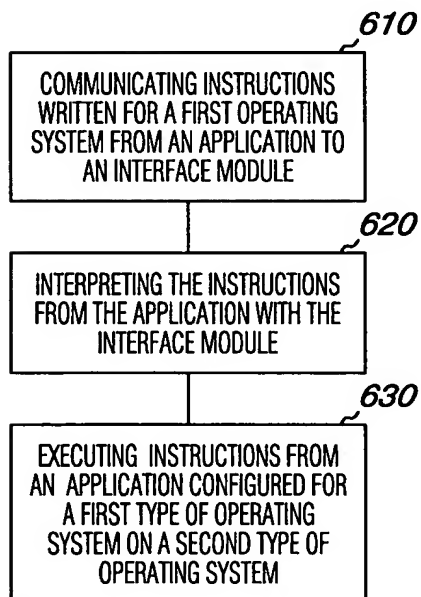 610
COMMUNICATING INSTRUCTIONS
WRITTEN FOR A FIRST OPERATING
SYSTEM FROM AN APPLICATION TO
AN INTERFACE MODULE
620
INTERPRETING THE INSTRUCTIONS
FROM THE APPLICATION WITH THE
INTERFACE MODULE
630
EXECUTING INSTRUCTIONS FROM
AN APPLICATION CONFIGURED FOR
A FIRST TYPE OF OPERATING
SYSTEM ON A SECOND TYPE OF
OPERATING SYSTEM